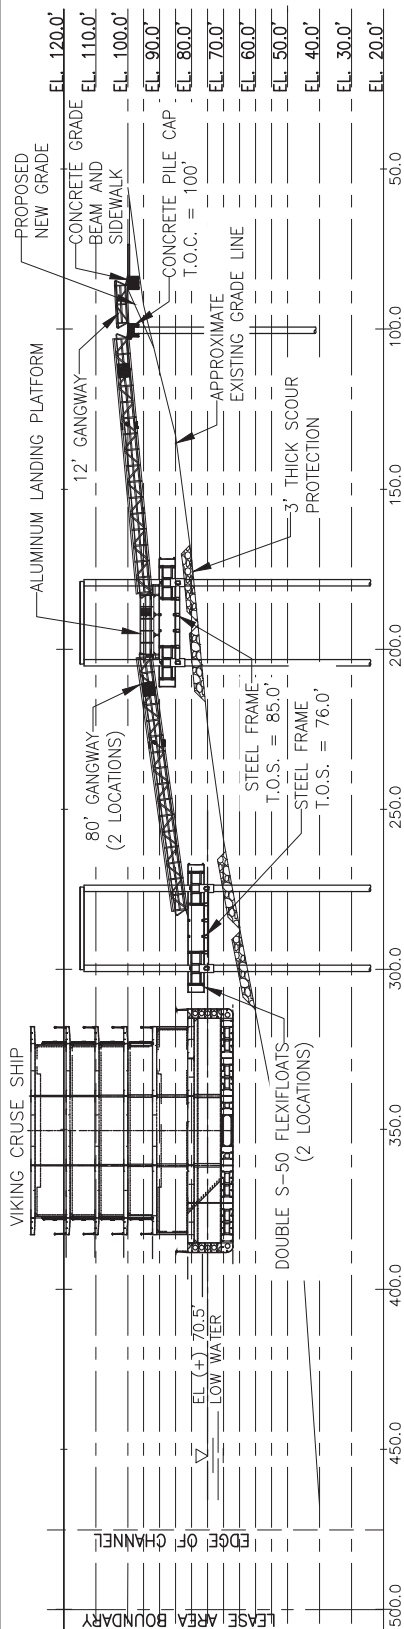 VIKING CRUSE SHIP
80' GANGWAY
(2 LOCATIONS)
ALUMINUM LANDING PLATFORM
12' GANGWAY
PROPOSED
NEW GRADE
CONCRETE GRADE
BEAM AND
SIDEWALK
CONCRETE PILE CAP
T.O.C. = 100'
APPROXIMATE
EXISTING GRADE LINE
3' THICK SCOUR
PROTECTION
STEEL FRAME
T.O.S. = 85.0'
STEEL FRAME
T.O.S. = 76.0'
DOUBLE S-50 FLEXIFLOATS
(2 LOCATIONS)
EL (+) 70.5'
LOW WATER
EDGE OF CHANNEL
LEASE AREA BOUNDARY
EL. 120.0'
EL. 110.0'
EL. 100.0'
EL. 90.0'
EL. 80.0'
EL. 70.0'
EL. 60.0'
EL. 50.0'
EL. 40.0'
EL. 30.0'
EL. 20.0'
500.0
450.0
400.0
350.0
300.0
250.0
200.0
150.0
100.0
50.0